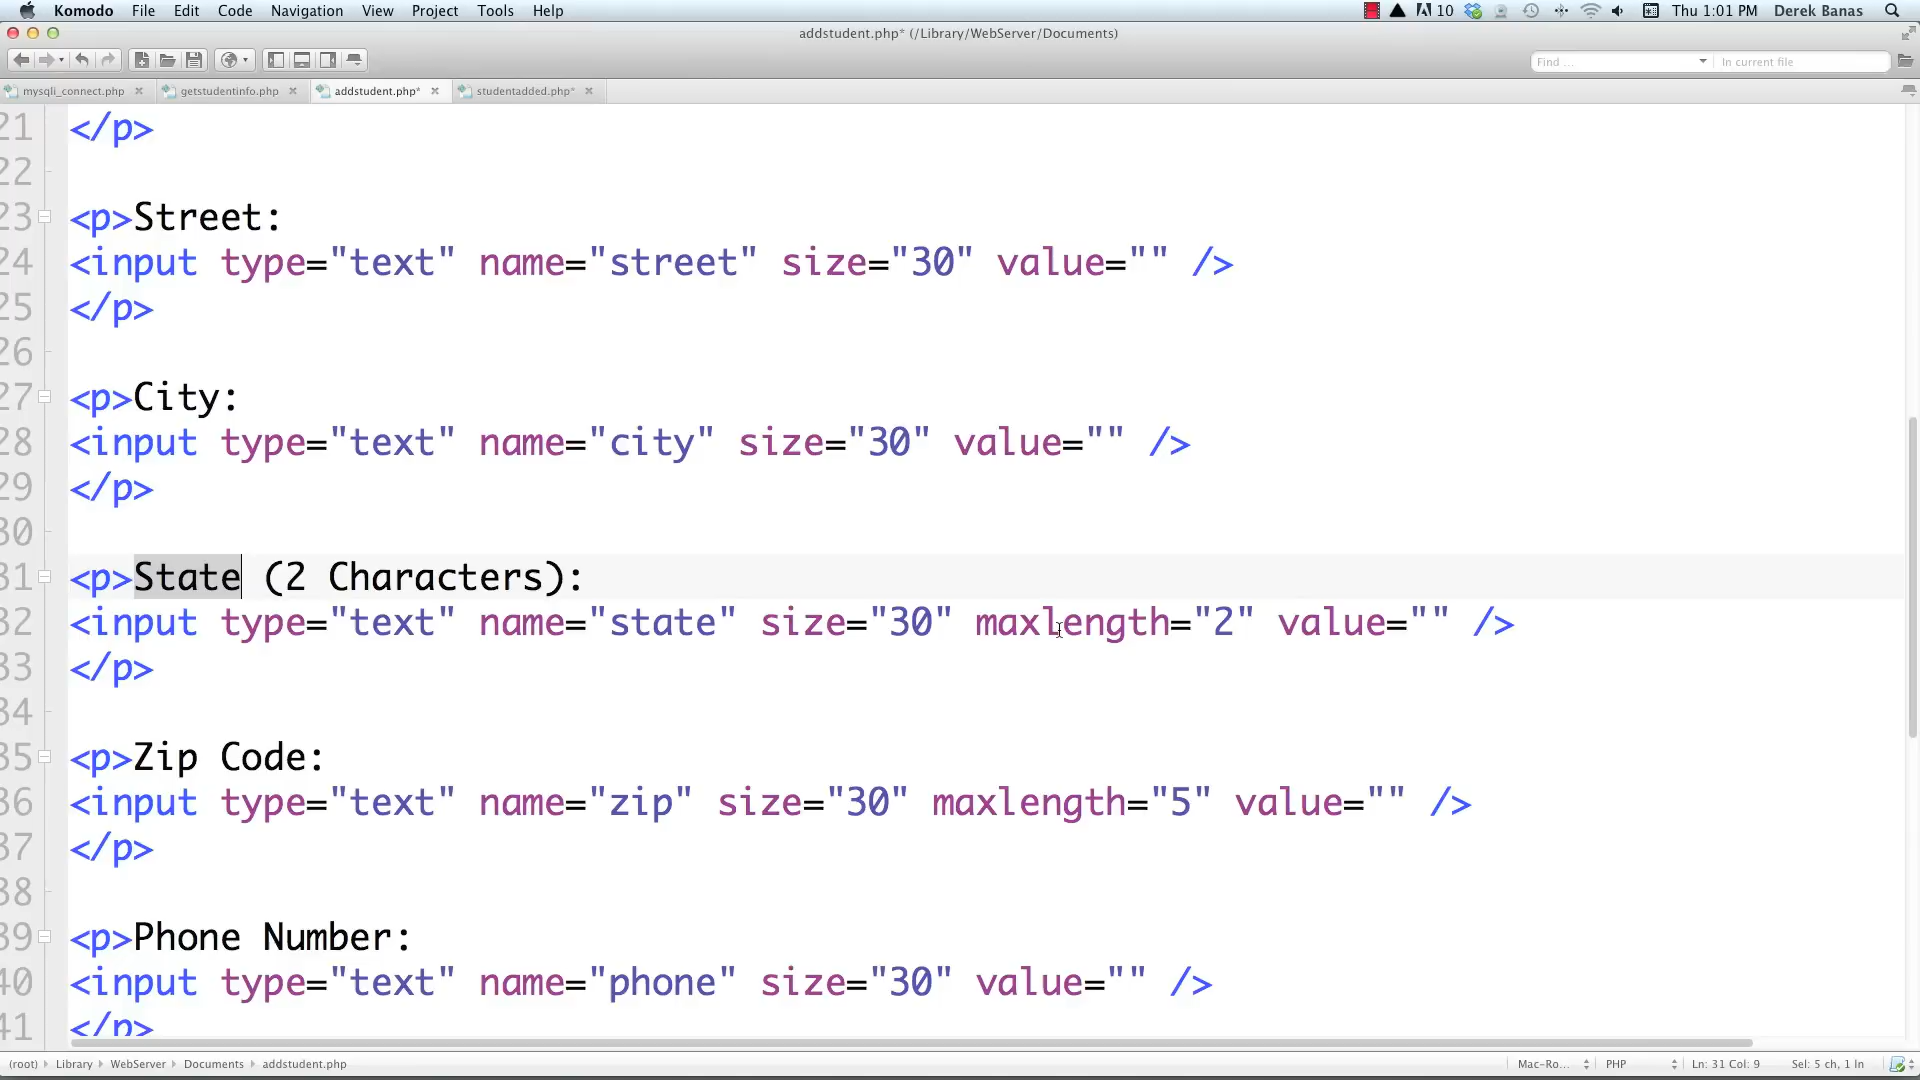 Komodo File Edit Code Navigation View Project Tools Help 10 Thu 1:01 PM Derek Banas
addstudent.php* (/Library/WebServer/Documents)
Find ... In current file
mysqli_connect.php getstudentinfo.php addstudent.php* studentadded.php*
21 </p>
22
23 <p>Street:
24 <input type="text" name="street" size="30" value="" />
25 </p>
26
27 <p>City:
28 <input type="text" name="city" size="30" value="" />
29 </p>
30
31 <p>State (2 Characters):
32 <input type="text" name="state" size="30" maxlength="2" value="" />
33 </p>
34
35 <p>Zip Code:
36 <input type="text" name="zip" size="30" maxlength="5" value="" />
37 </p>
38
39 <p>Phone Number:
40 <input type="text" name="phone" size="30" value="" />
41 </p>
(root) Library WebServer Documents addstudent.php Mac-Ro... PHP Ln: 31 Col: 9 Sel: 5 ch, 1 ln